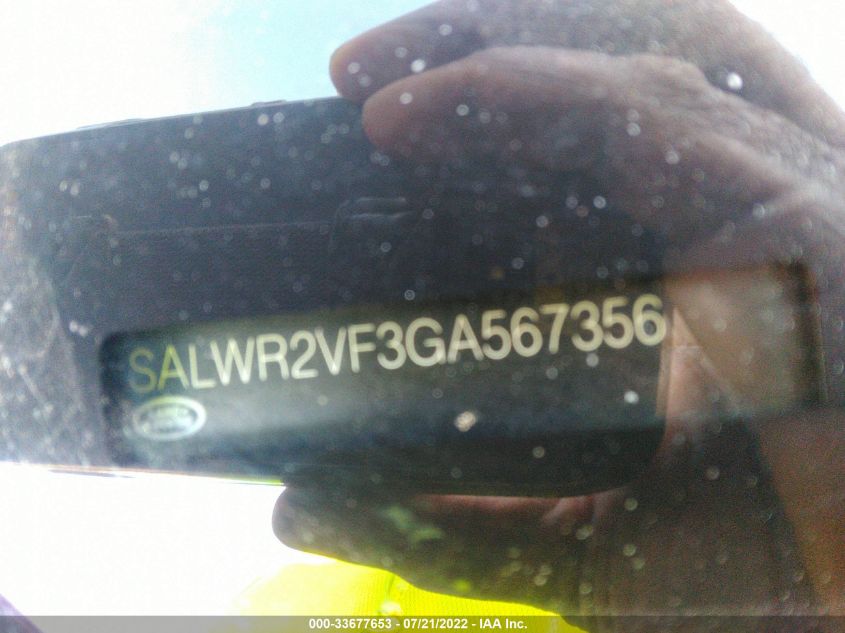 SALWR2VF3GA567356
000-33677653 - 07/21/2022 - IAA Inc.